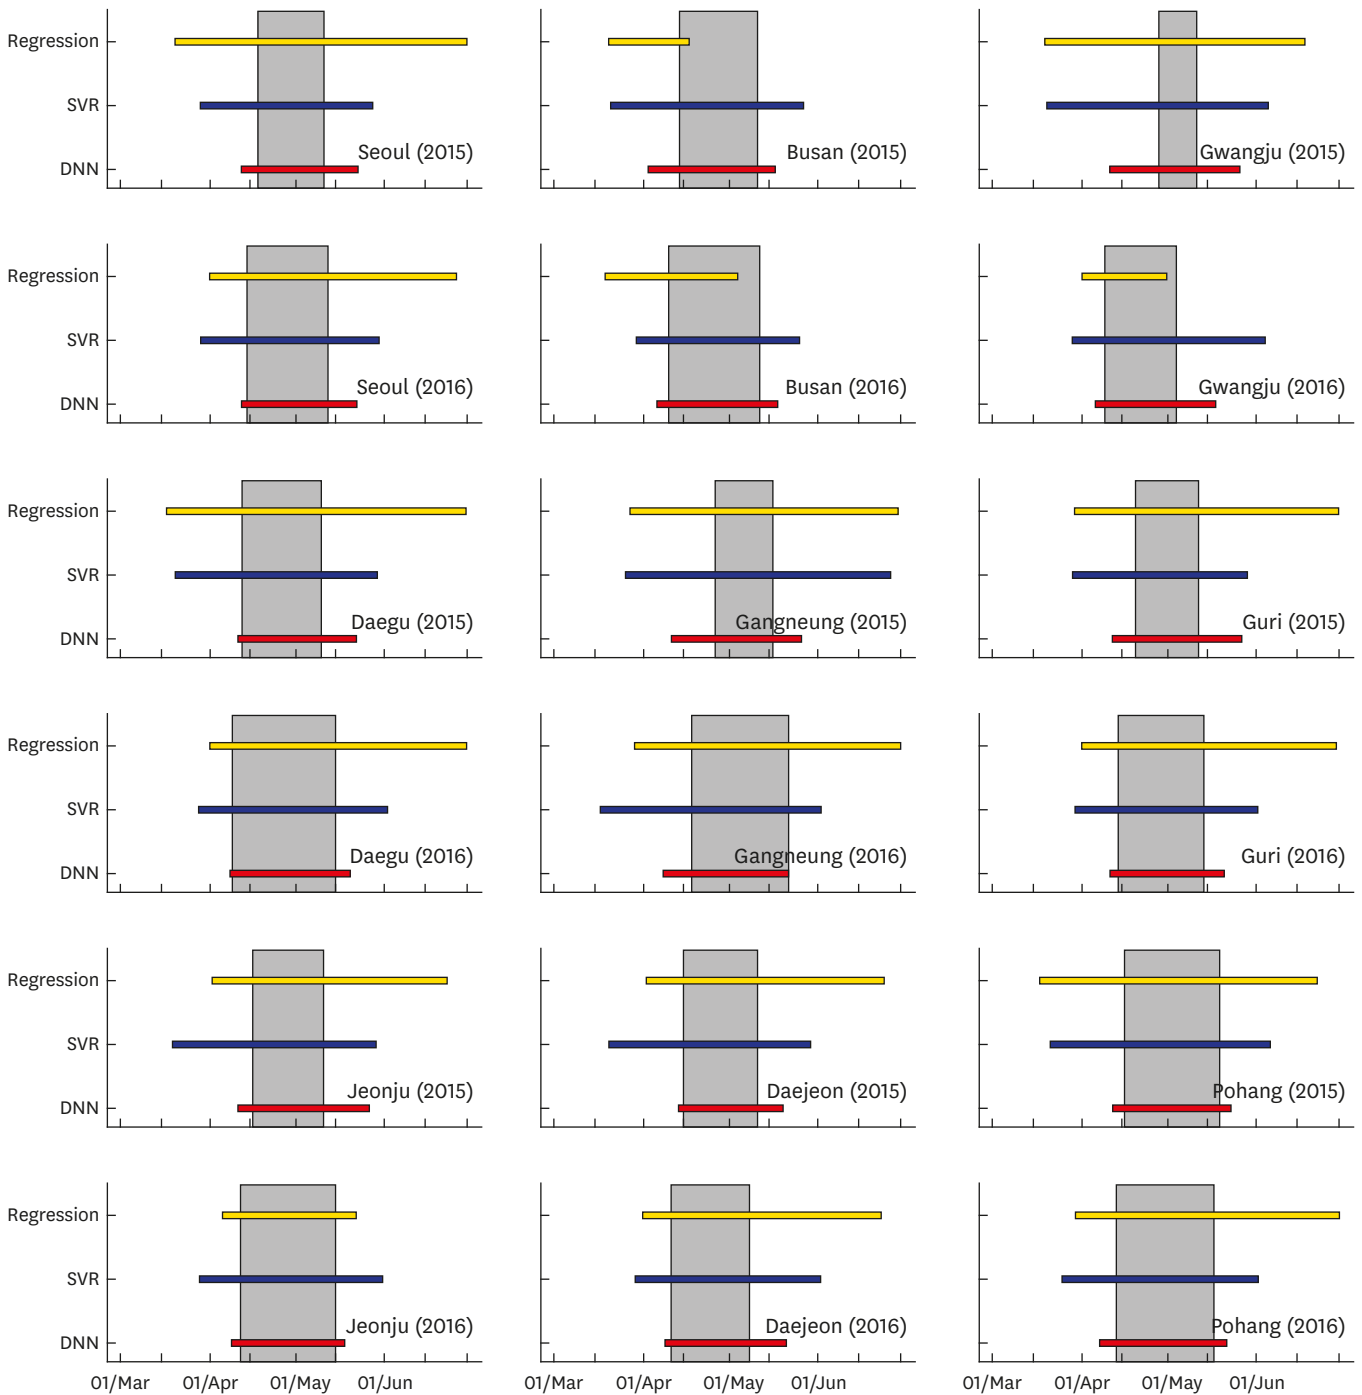 Regression
SVR
DNN
Seoul (2015)
Busan (2015)
Gwangju (2015)
Regression
SVR
DNN
Seoul (2016)
Busan (2016)
Gwangju (2016)
Regression
SVR
DNN
Daegu (2015)
Gangneung (2015)
Guri (2015)
Regression
SVR
DNN
Daegu (2016)
Gangneung (2016)
Guri (2016)
Regression
SVR
DNN
Jeonju (2015)
Daejeon (2015)
Pohang (2015)
Regression
SVR
DNN
Jeonju (2016)
Daejeon (2016)
Pohang (2016)
01/Mar 01/Apr 01/May 01/Jun 01/Mar 01/Apr 01/May 01/Jun 01/Mar 01/Apr 01/May 01/Jun